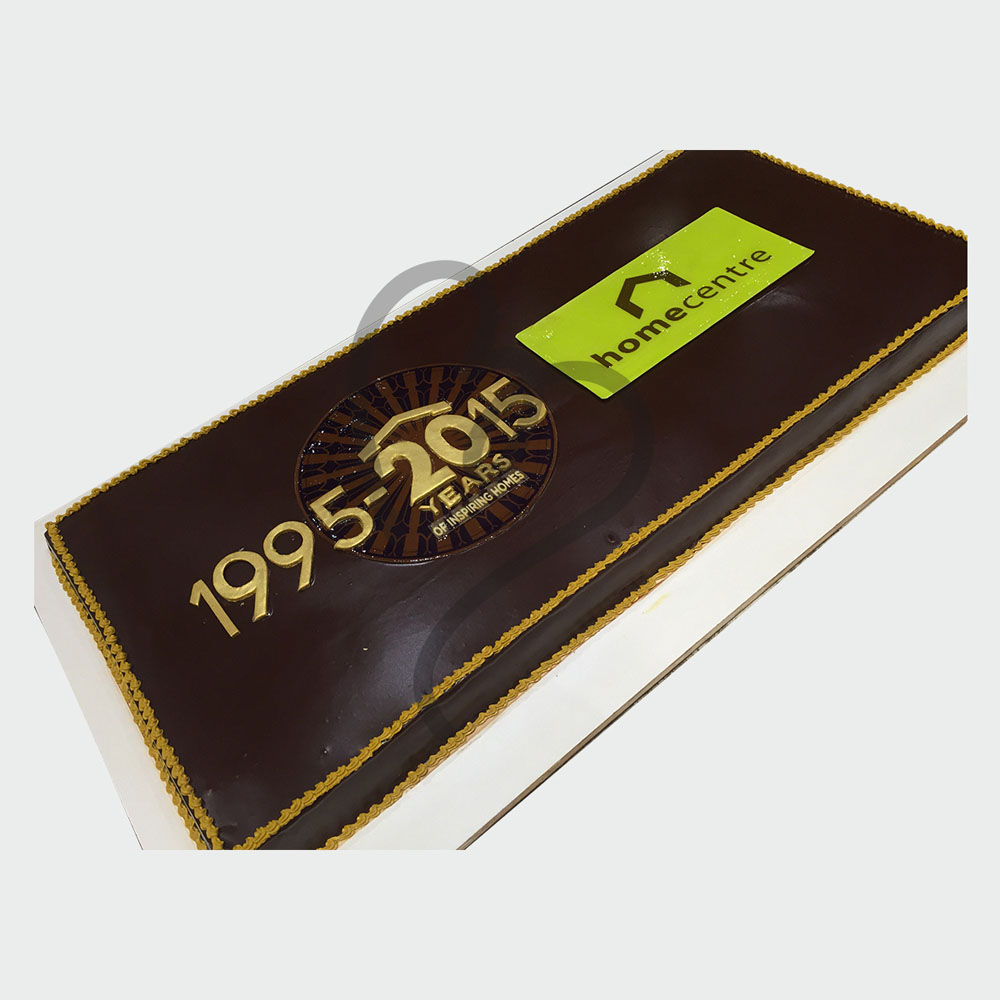 homecentre
1995-2015
YEARS
OF INSPIRING HOMES